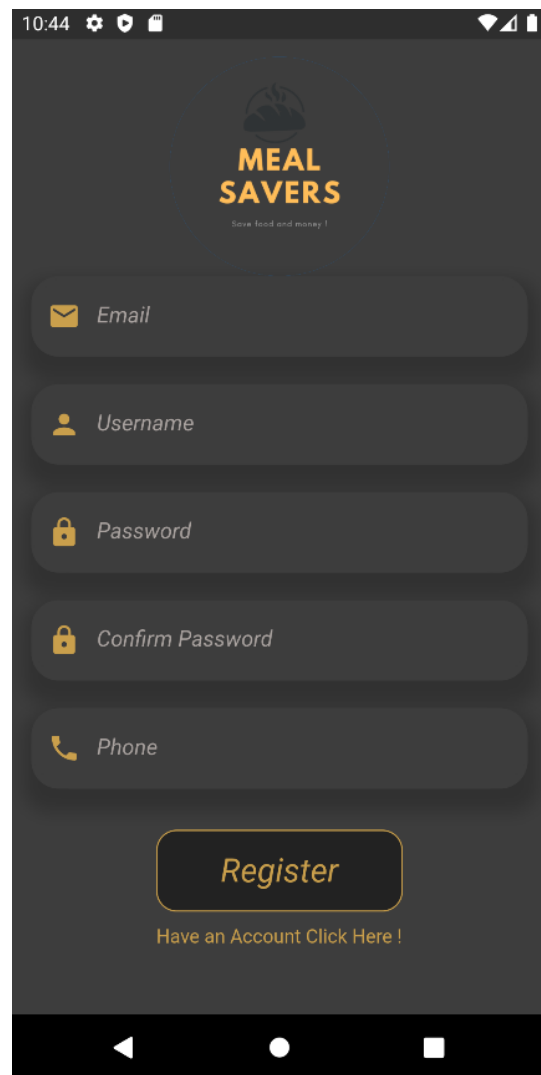 10:44
MEAL
SAVERS
Save food and money !
Email
Username
Password
Confirm Password
Phone
Register
Have an Account Click Here !